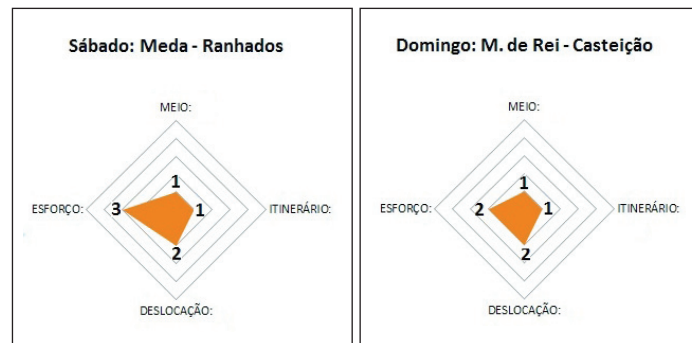 Sábado: Meda - Ranhados
MEIO:
1
ESFORÇO: 3 1 ITINERÁRIO:
2
DESLOCAÇÃO:
Domingo: M. de Rei - Casteição
MEIO:
1
ESFORÇO: 2 1 ITINERÁRIO:
2
DESLOCAÇÃO: